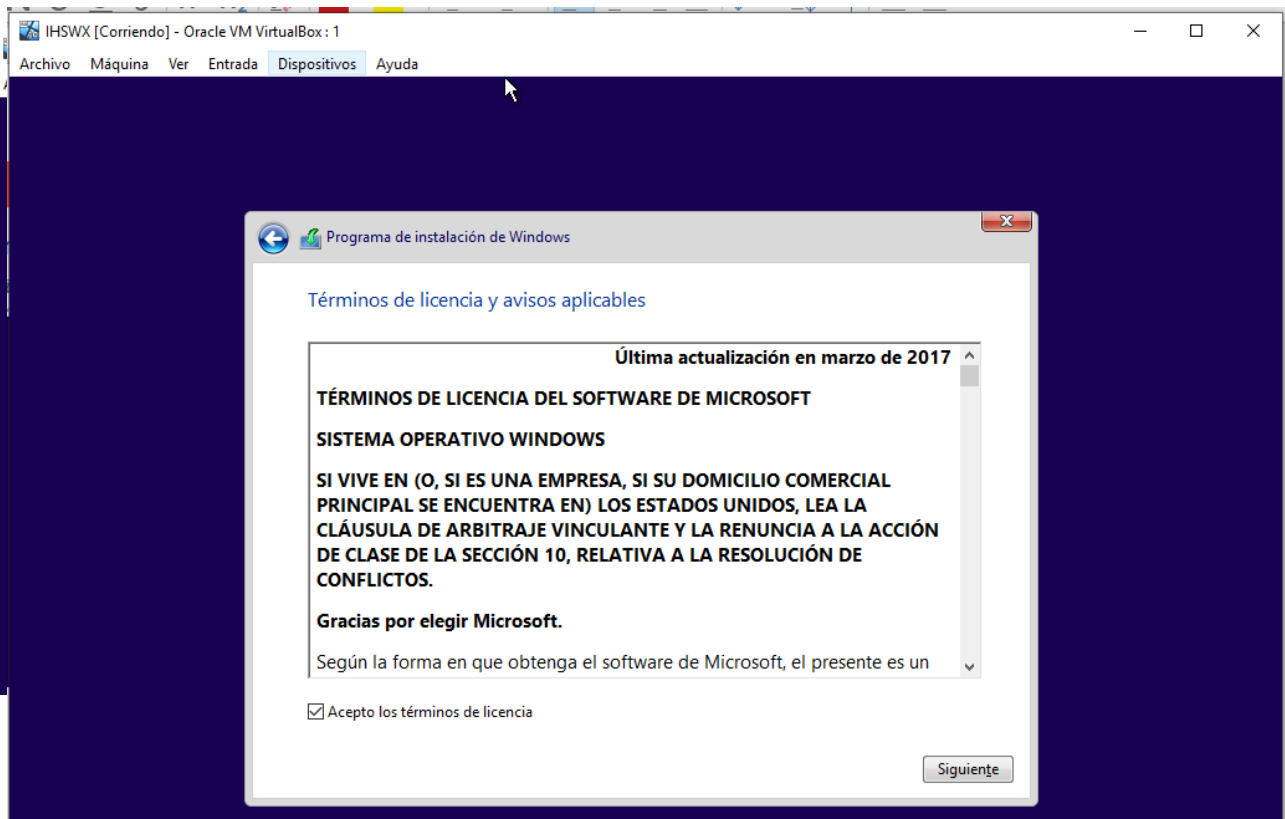 IHSWX [Corriendo] - Oracle VM VirtualBox : 1
Archivo Máquina Ver Entrada Dispositivos Ayuda
Programa de instalación de Windows
Términos de licencia y avisos aplicables
Última actualización en marzo de 2017
TÉRMINOS DE LICENCIA DEL SOFTWARE DE MICROSOFT
SISTEMA OPERATIVO WINDOWS
SI VIVE EN (O, SI ES UNA EMPRESA, SI SU DOMICILIO COMERCIAL
PRINCIPAL SE ENCUENTRA EN) LOS ESTADOS UNIDOS, LEA LA
CLÁUSULA DE ARBITRAJE VINCULANTE Y LA RENUNCIA A LA ACCIÓN
DE CLASE DE LA SECCIÓN 10, RELATIVA A LA RESOLUCIÓN DE
CONFLICTOS.
Gracias por elegir Microsoft.
Según la forma en que obtenga el software de Microsoft, el presente es un
Acepto los términos de licencia
Siguiente